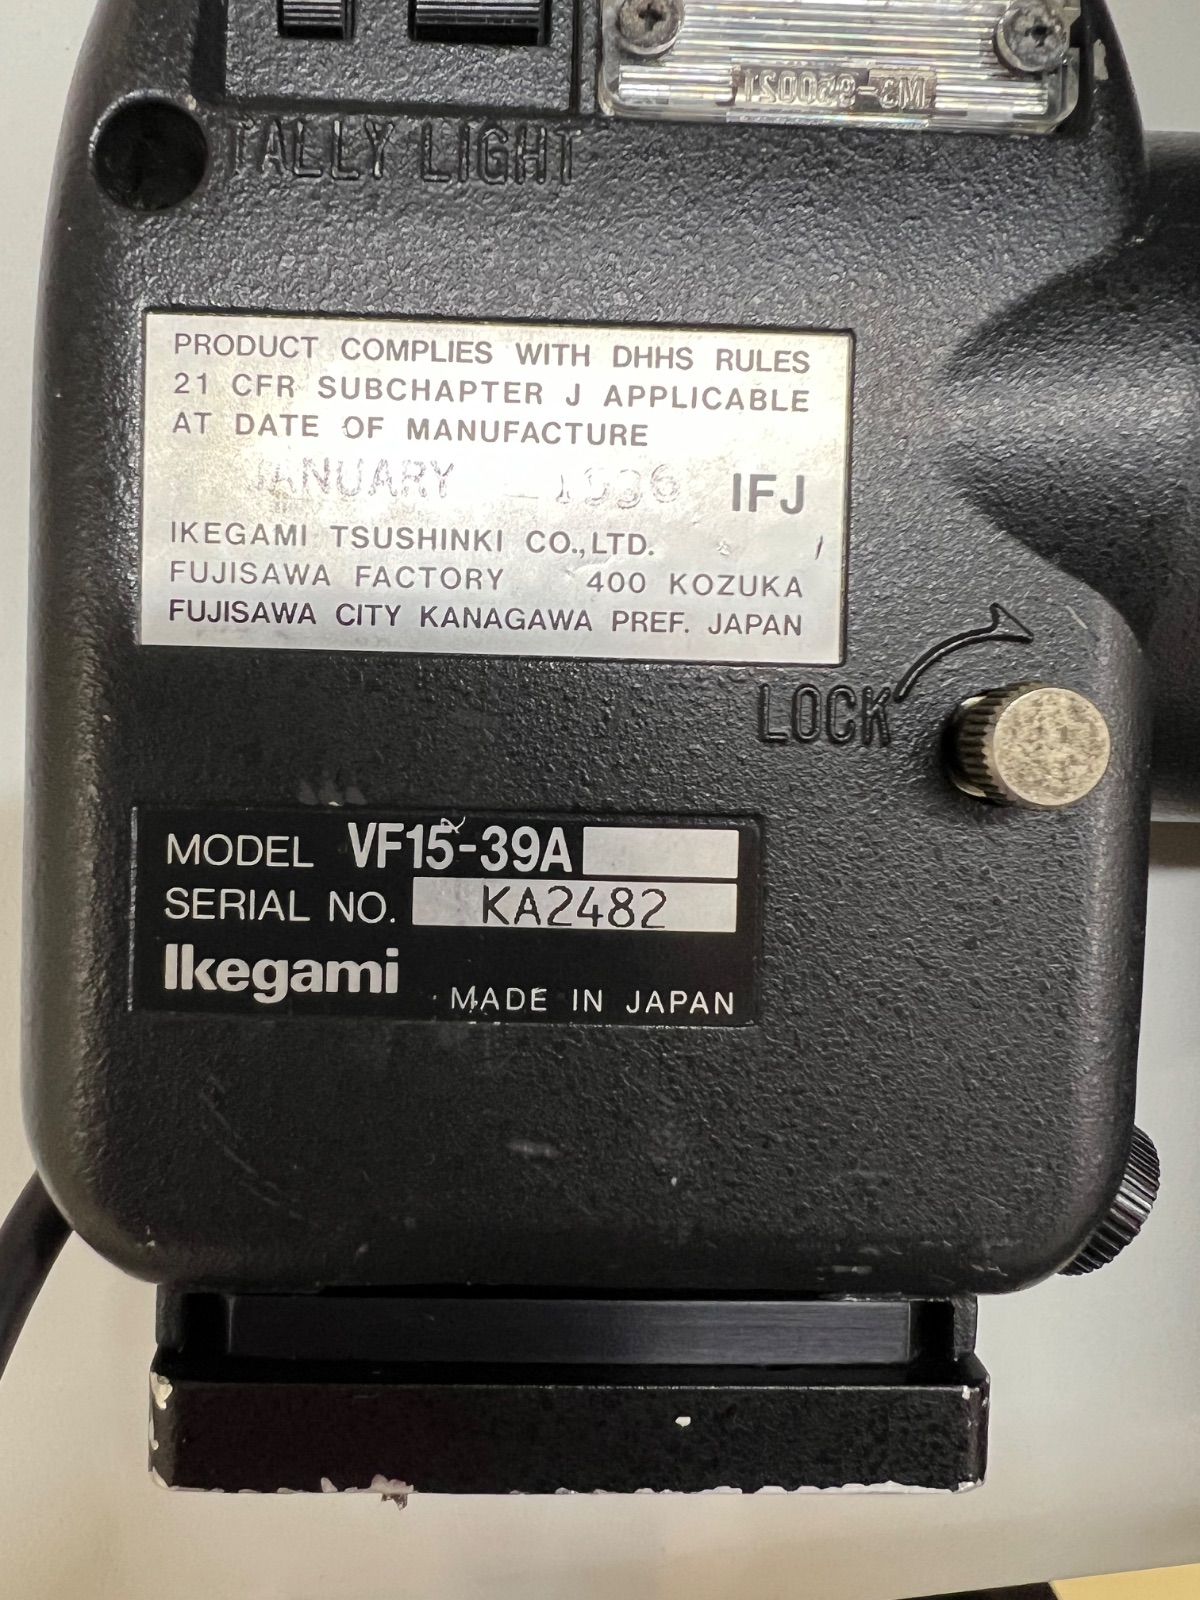 TALLY LIGHT
PRODUCT COMPLIES WITH DHHS RULES
21 CFR SUBCHAPTER J APPLICABLE
AT DATE OF MANUFACTURE
JANUARY 1996 IFJ
IKEGAMI TSUSHINKI CO.,LTD.
FUJISAWA FACTORY 400 KOZUKA
FUJISAWA CITY KANAGAWA PREF. JAPAN
LOCK
MODEL VF15-39A
SERIAL NO. KA2482
Ikegami MADE IN JAPAN